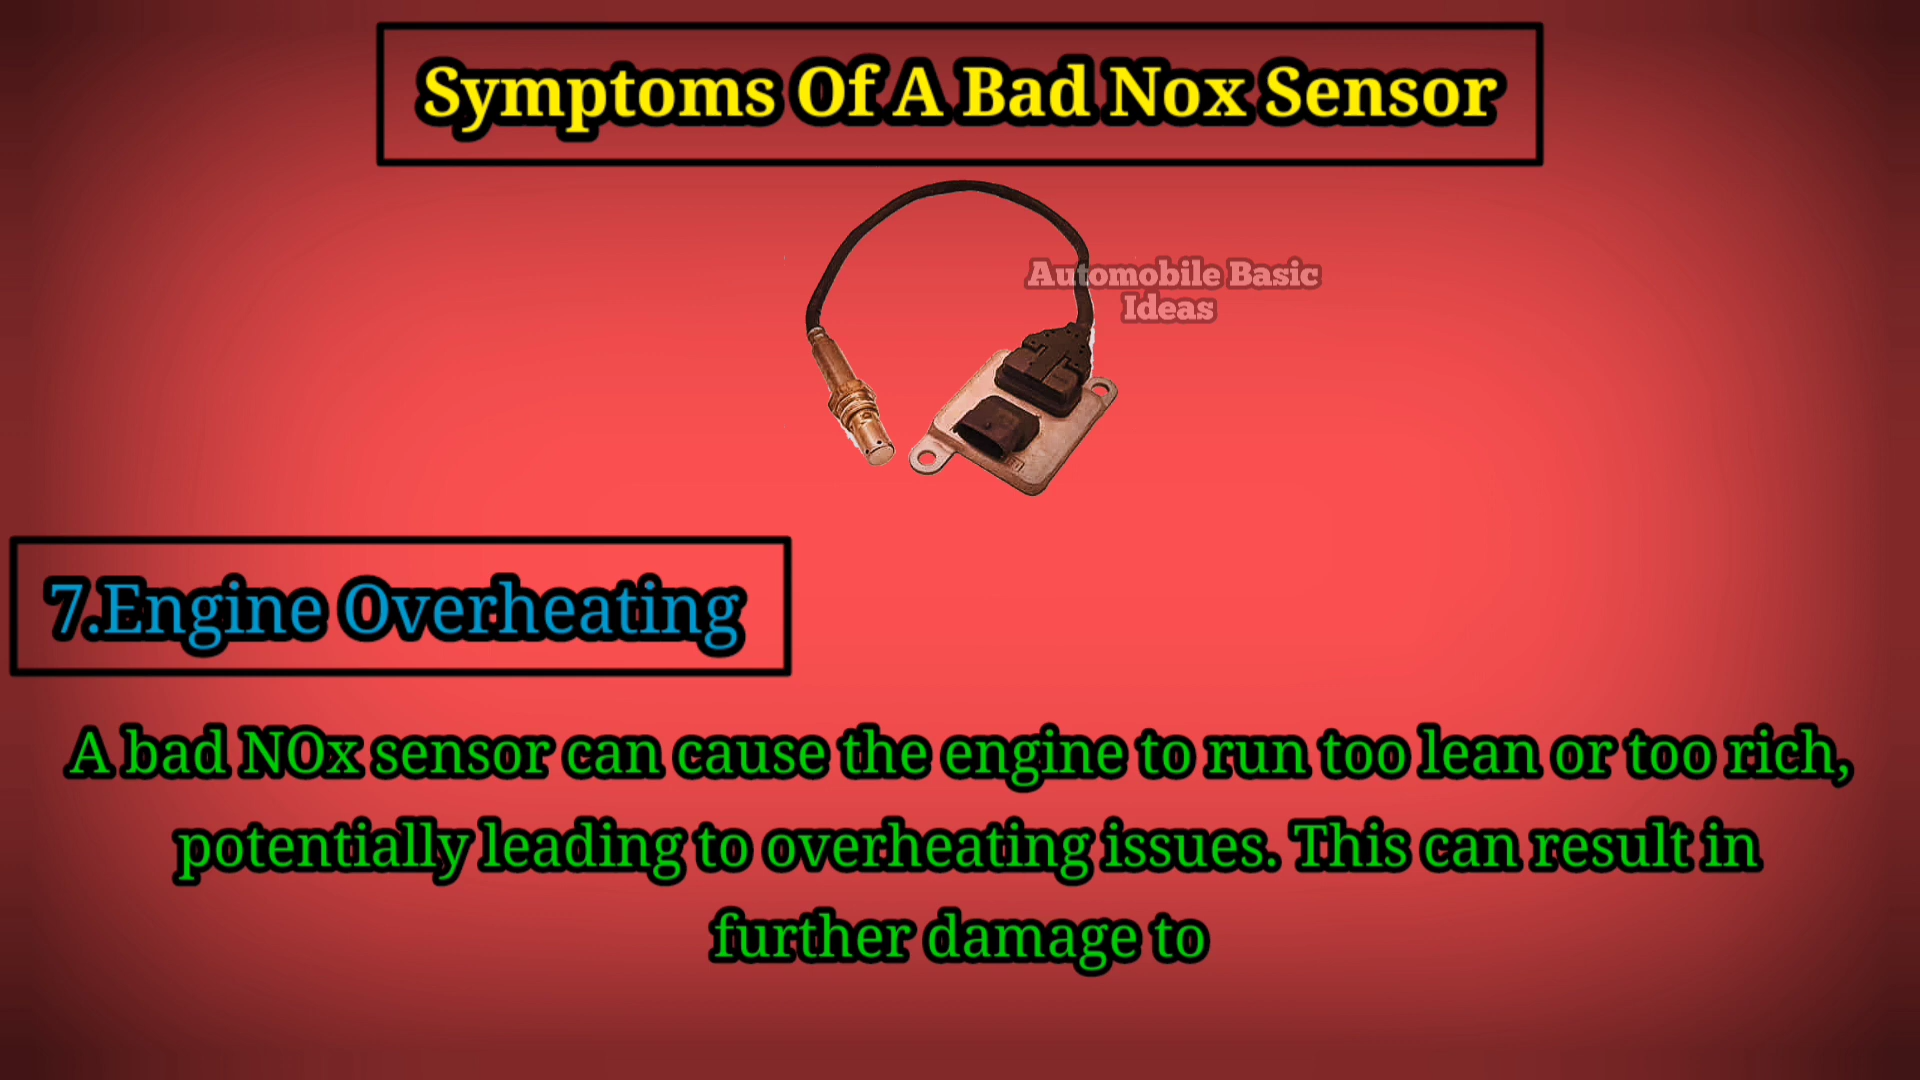 Symptoms Of A Bad Nox Sensor
Automobile Basic
Ideas
7.Engine Overheating
A bad NOx sensor can cause the engine to run too lean or too rich,
potentially leading to overheating issues. This can result in
further damage to